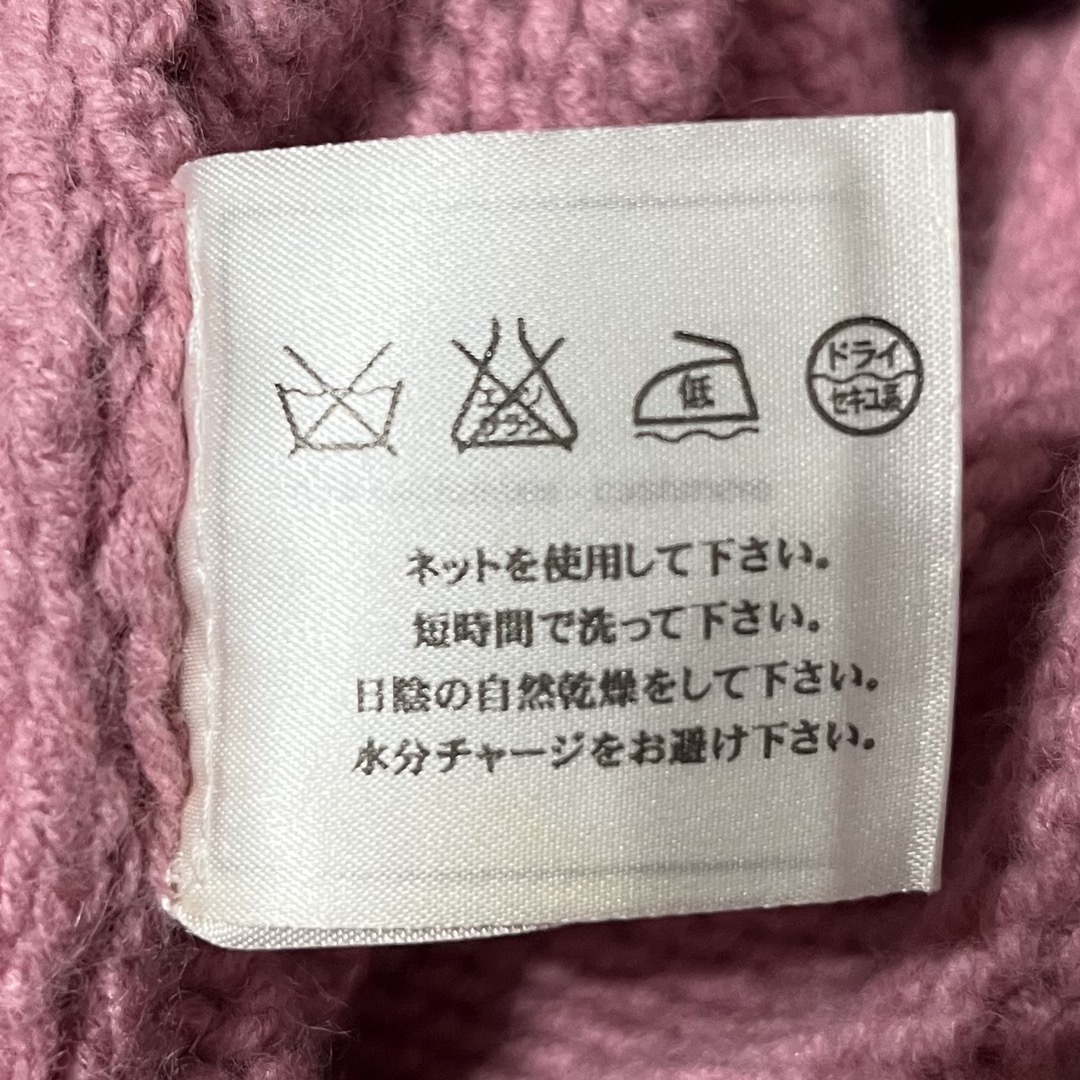 エンソ
サラシ
低
ドライ
セキユ系
ネットを使用して下さい。
短時間で洗って下さい。
日陰の自然乾燥をして下さい。
水分チャージをお避け下さい。